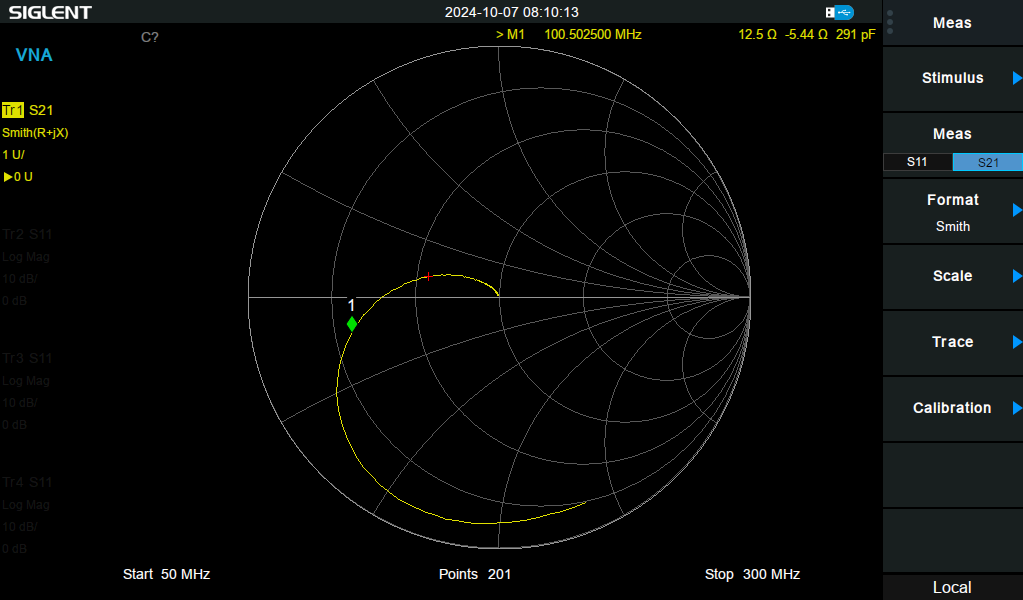 SIGLENT 2024-10-07 08:10:13
C? > M1 100.502500 MHz 12.5 Ω -5.44 Ω 291 pF
VNA
Tr1 S21
Smith(R+jX)
1 U/
▶0 U
Tr2 S11
Log Mag
10 dB/
0 dB
Tr3 S11
Log Mag
10 dB/
0 dB
Tr4 S11
Log Mag
10 dB/
0 dB
1
Start 50 MHz Points 201 Stop 300 MHz
Meas
Stimulus
Meas
S11 S21
Format
Smith
Scale
Trace
Calibration
Local